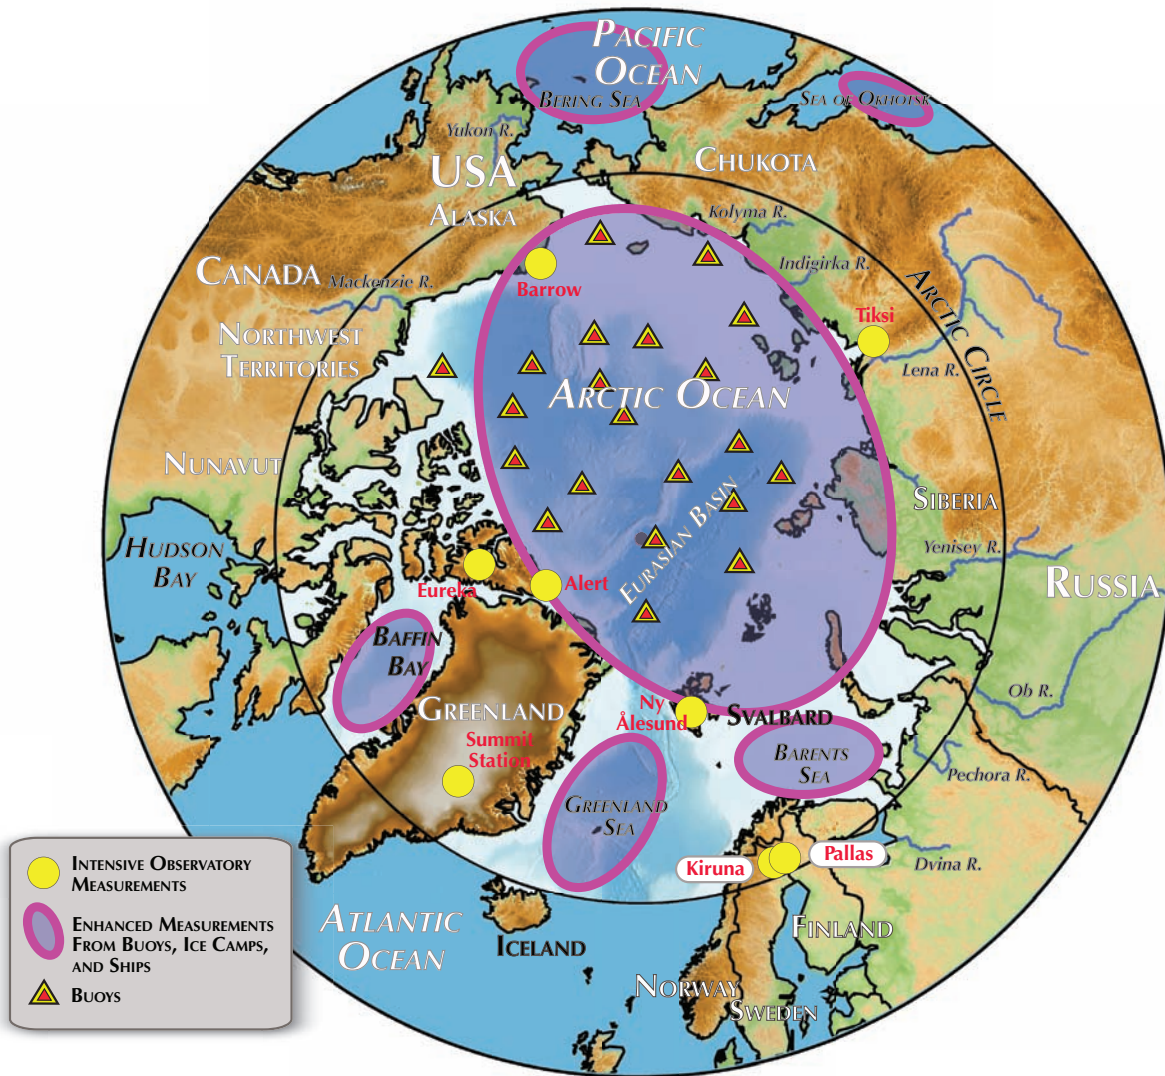 PACIFIC
OCEAN
BERING SEA
SEA OF OKHOTSK
Yukon R.
USA
CHUKOTA
ALASKA
Kolyma R.
CANADA
Mackenzie R.
Indigirka R.
Barrow
ARCTIC CIRCLE
Tiksi
NORTHWEST
TERRITORIES
Lena R.
ARCTIC OCEAN
NUNAVUT
SIBERIA
EURASIAN BASIN
HUDSON
BAY
Yenisey R.
Eureka
Alert
RUSSIA
BAFFIN
BAY
Ob R.
GREENLAND
Ny
Ålesund
SVALBARD
Summit
Station
BARENTS
SEA
Pechora R.
GREENLAND
SEA
Kiruna
Pallas
Dvina R.
ATLANTIC
OCEAN
ICELAND
FINLAND
NORWAY
SWEDEN
INTENSIVE OBSERVATORY
MEASUREMENTS
ENHANCED MEASUREMENTS
FROM BUOYS, ICE CAMPS,
AND SHIPS
BUOYS